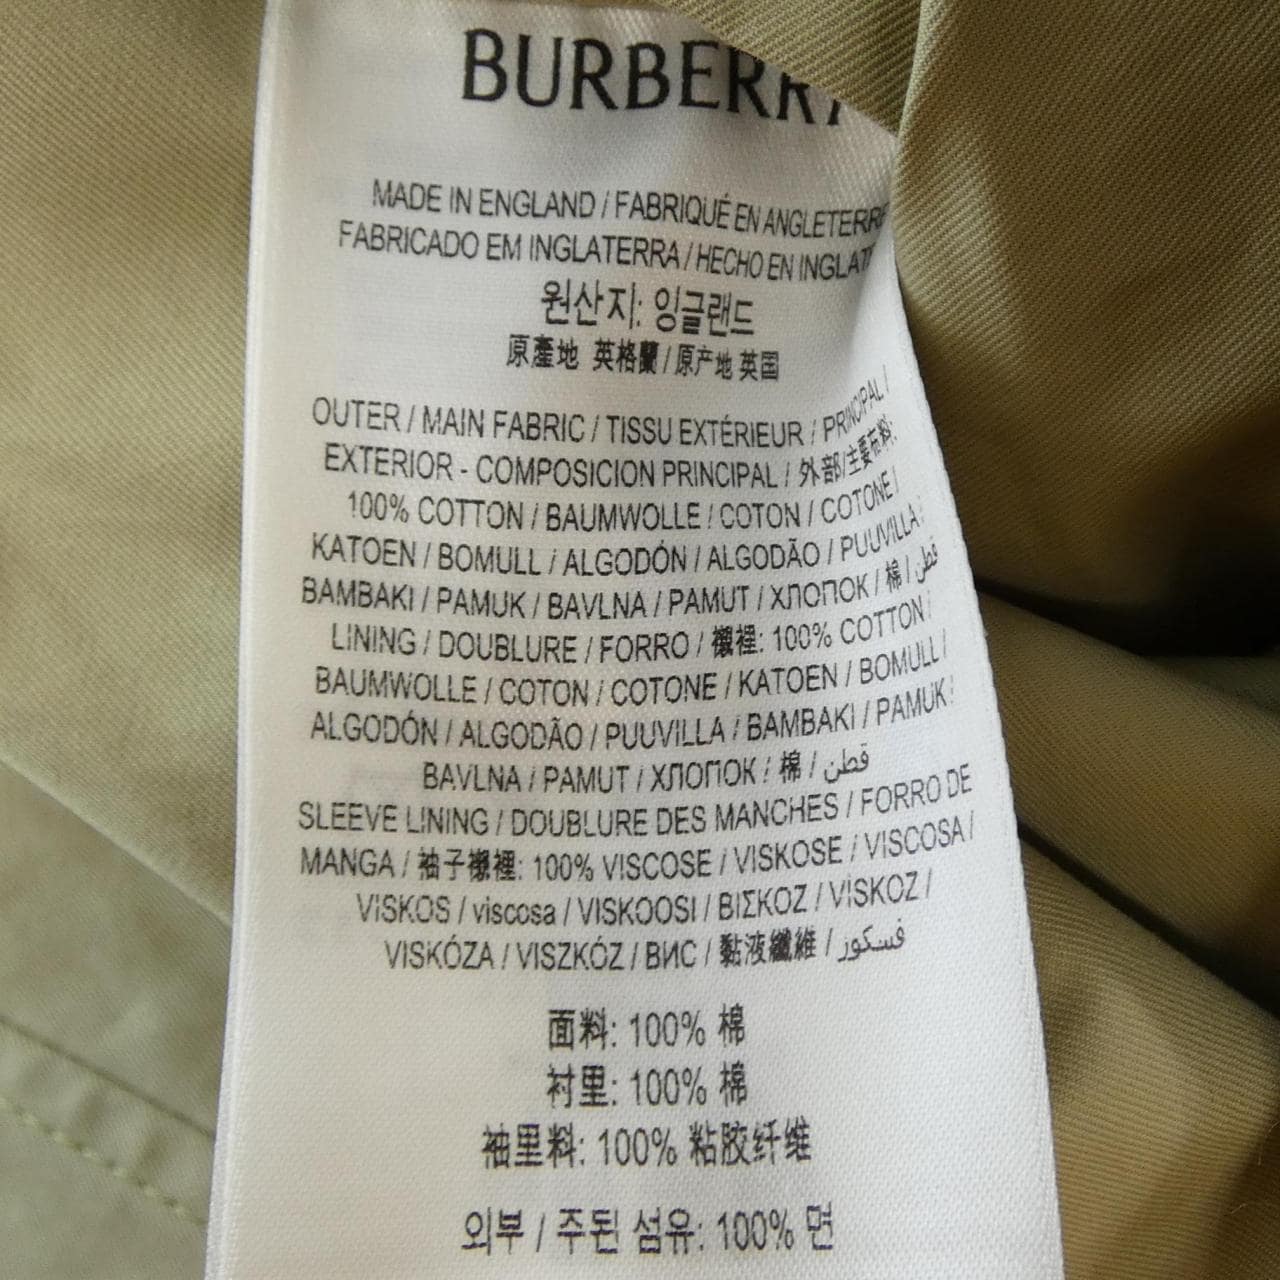 BURBERRY
MADE IN ENGLAND / FABRIQUÉ EN ANGLETERR
FABRICADO EM INGLATERRA / HECHO EN INGLAT
원산지: 잉글랜드
原產地 英格蘭 / 原产地 英国
OUTER / MAIN FABRIC / TISSU EXTÉRIEUR / PRINCIPAL /
EXTERIOR - COMPOSICION PRINCIPAL / 外部/主要布料:
100% COTTON / BAUMWOLLE / COTON / COTONE /
KATOEN / BOMULL / ALGODÓN / ALGODÃO / PUUVILLA /
BAMBAKI / PAMUK / BAVLNA / PAMUT / ХЛОПОК / 棉 / قطن
LINING / DOUBLURE / FORRO / 襯裡: 100% COTTON /
BAUMWOLLE / COTON / COTONE / KATOEN / BOMULL /
ALGODÓN / ALGODÃO / PUUVILLA / BAMBAKI / PAMUK /
BAVLNA / PAMUT / ХЛОПОК / 棉 / قطن
SLEEVE LINING / DOUBLURE DES MANCHES / FORRO DE
MANGA / 袖子襯裡: 100% VISCOSE / VISKOSE / VISCOSA /
VİSKOS / viscosa / VISKOOSI / ΒΙΣΚΟΖ / VİSKOZ /
VISKÓZA / VISZKÓZ / ВИС / 黏液纖維 / فسكور
面料: 100% 棉
衬里: 100% 棉
袖里料: 100% 粘胶纤维
외부 / 주된 섬유: 100% 면